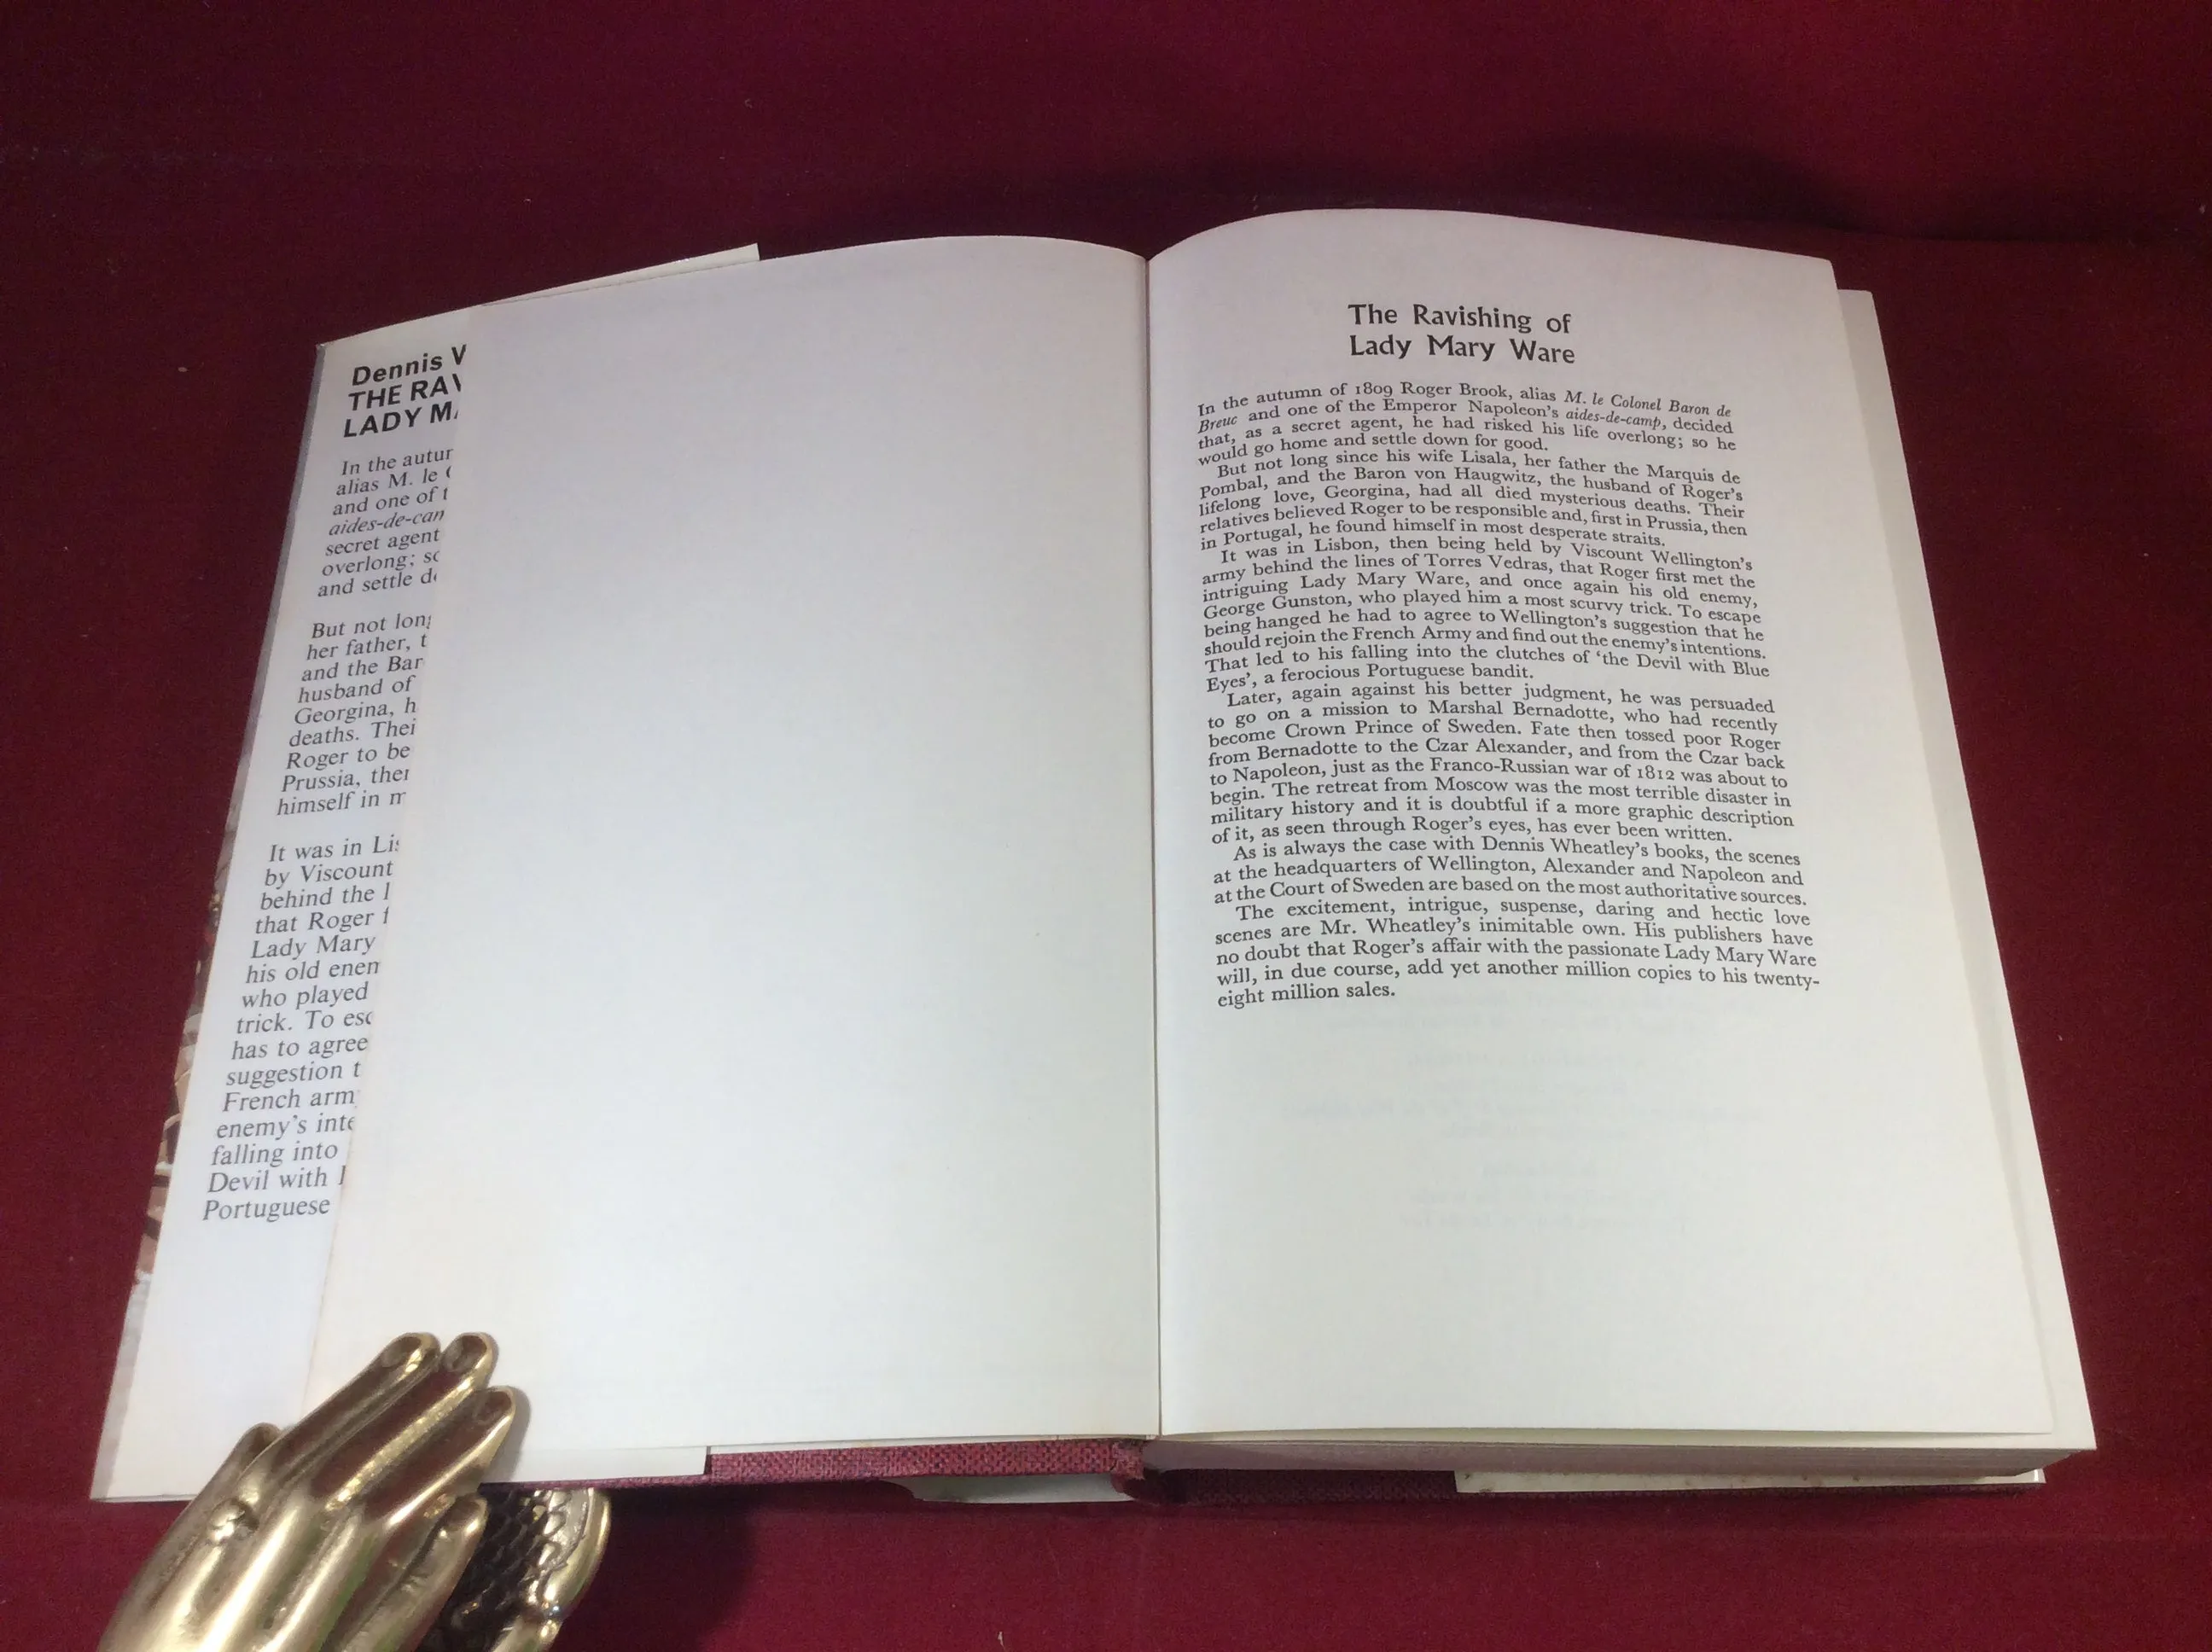 Dennis
THE
LADY
In the
alias M. le
and one of
aides-de-
secret agent
overlong;
and settle
But not
her father,
and the
husband of
Georgina,
deaths.
Roger to be
Prussia,
himself in
It was in
by Viscount
behind the
that Roger
Lady Mary
his old
who played
trick. To
has to agree
suggestion
French
enemy's
falling into
Devil with
Portuguese
The Ravishing of
Lady Mary Ware
In the autumn of 1809 Roger Brook, alias M. le Colonel Baron de
Breuc and one of the Emperor Napoleon's aides-de-camp, decided
that, as a secret agent, he had risked his life overlong; so he
would go home and settle down for good.
But not long since his wife Lisala, her father the Marquis de
Pombal, and the Baron von Haugwitz, the husband of Roger's
lifelong love, Georgina, had all died mysterious deaths. Their
relatives believed Roger to be responsible and, first in Prussia, then
in Portugal, he found himself in most desperate straits.
It was in Lisbon, then being held by Viscount Wellington's
army behind the lines of Torres Vedras, that Roger first met the
intriguing Lady Mary Ware, and once again his old enemy,
George Gunston, who played him a most scurvy trick. To escape
being hanged he had to agree to Wellington's suggestion that he
should rejoin the French Army and find out the enemy's intentions.
That led to his falling into the clutches of 'the Devil with Blue
Eyes', a ferocious Portuguese bandit.
Later, again against his better judgment, he was persuaded
to go on a mission to Marshal Bernadotte, who had recently
become Crown Prince of Sweden. Fate then tossed poor Roger
from Bernadotte to the Czar Alexander, and from the Czar back
to Napoleon, just as the Franco-Russian war of 1812 was about to
begin. The retreat from Moscow was the most terrible disaster in
military history and it is doubtful if a more graphic description
of it, as seen through Roger's eyes, has ever been written.
As is always the case with Dennis Wheatley's books, the scenes
at the headquarters of Wellington, Alexander and Napoleon and
at the Court of Sweden are based on the most authoritative sources.
The excitement, intrigue, suspense, daring and hectic love
scenes are Mr. Wheatley's inimitable own. His publishers have
no doubt that Roger's affair with the passionate Lady Mary Ware
will, in due course, add yet another million copies to his twenty-
eight million sales.